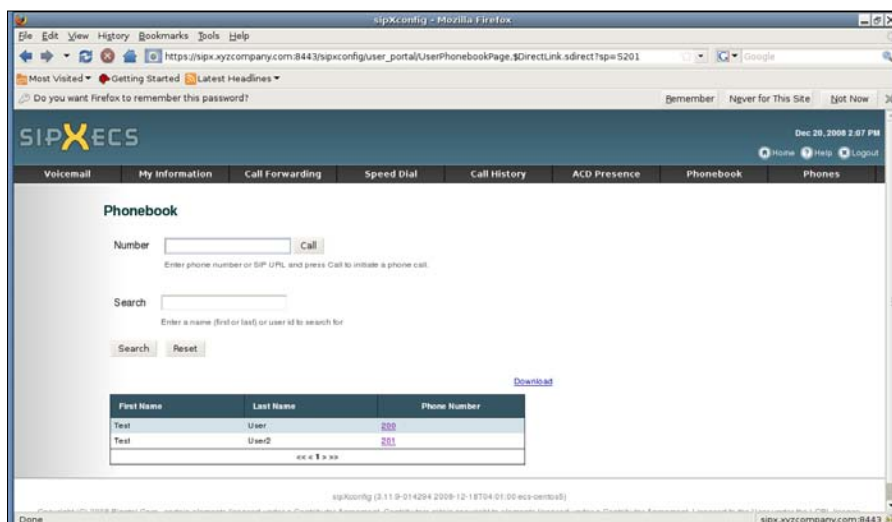 sipXconfig - Mozilla Firefox
File Edit View History Bookmarks Tools Help
https://sipx.xyzcompany.com:8443/sipxconfig/user_portal/UserPhonebookPage,$DirectLink.sdirect?sp=S201
Google
Most Visited Getting Started Latest Headlines
Do you want Firefox to remember this password?
Remember Never for This Site Not Now
SIPXECS
Dec 20, 2008 2:07 PM
Home Help Logout
Voicemail My Information Call Forwarding Speed Dial Call History ACD Presence Phonebook Phones
Phonebook
Number Call
Enter phone number or SIP URL and press Call to initiate a phone call.
Search
Enter a name (first or last) or user id to search for
Search Reset
Download
First Name Last Name Phone Number
Test User 200
Test User2 201
<< < 1 > >>
sipXconfig (3.11.9-014294 2008-12-18T04:01:00 ecs-centos5)
Done
sipx.xyzcompany.com:8443